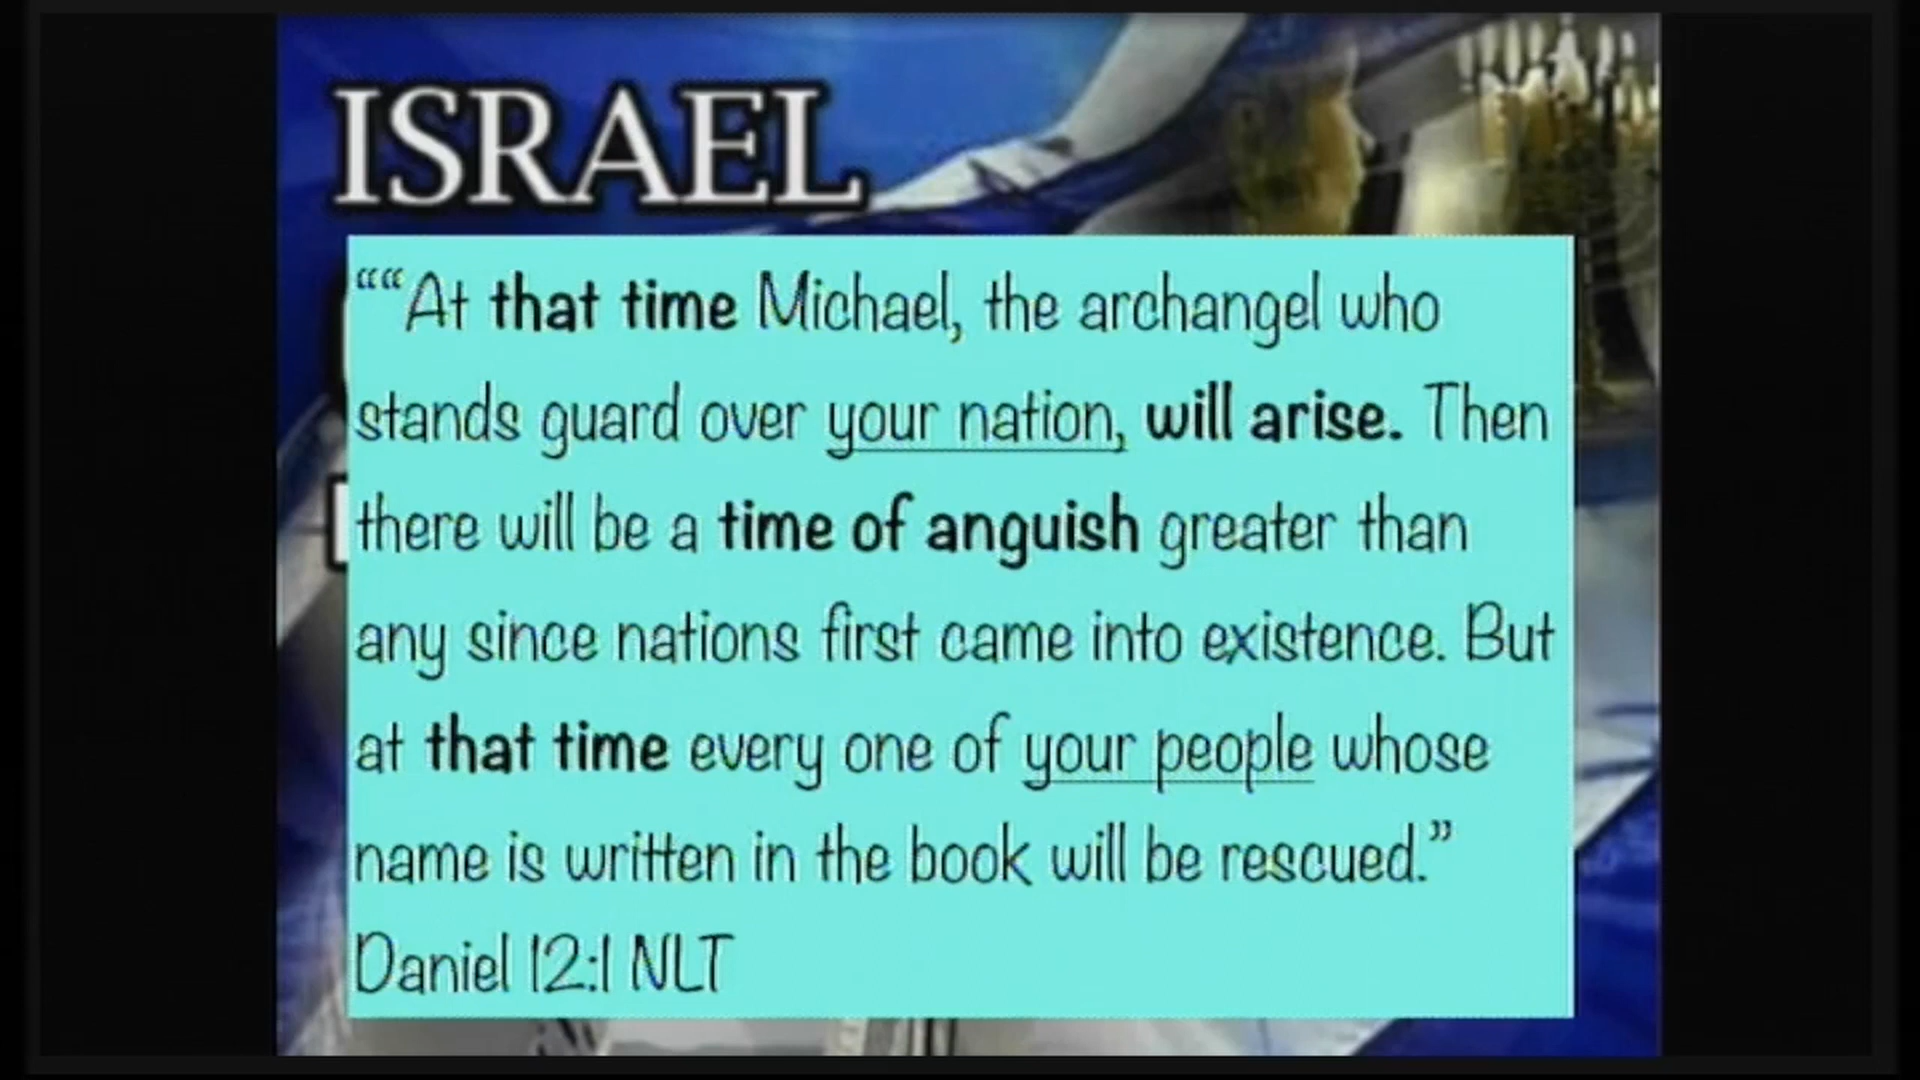 ISRAEL
““At that time Michael, the archangel who
stands guard over your nation, will arise. Then
there will be a time of anguish greater than
any since nations first came into existence. But
at that time every one of your people whose
name is written in the book will be rescued.”
Daniel 12:1 NLT